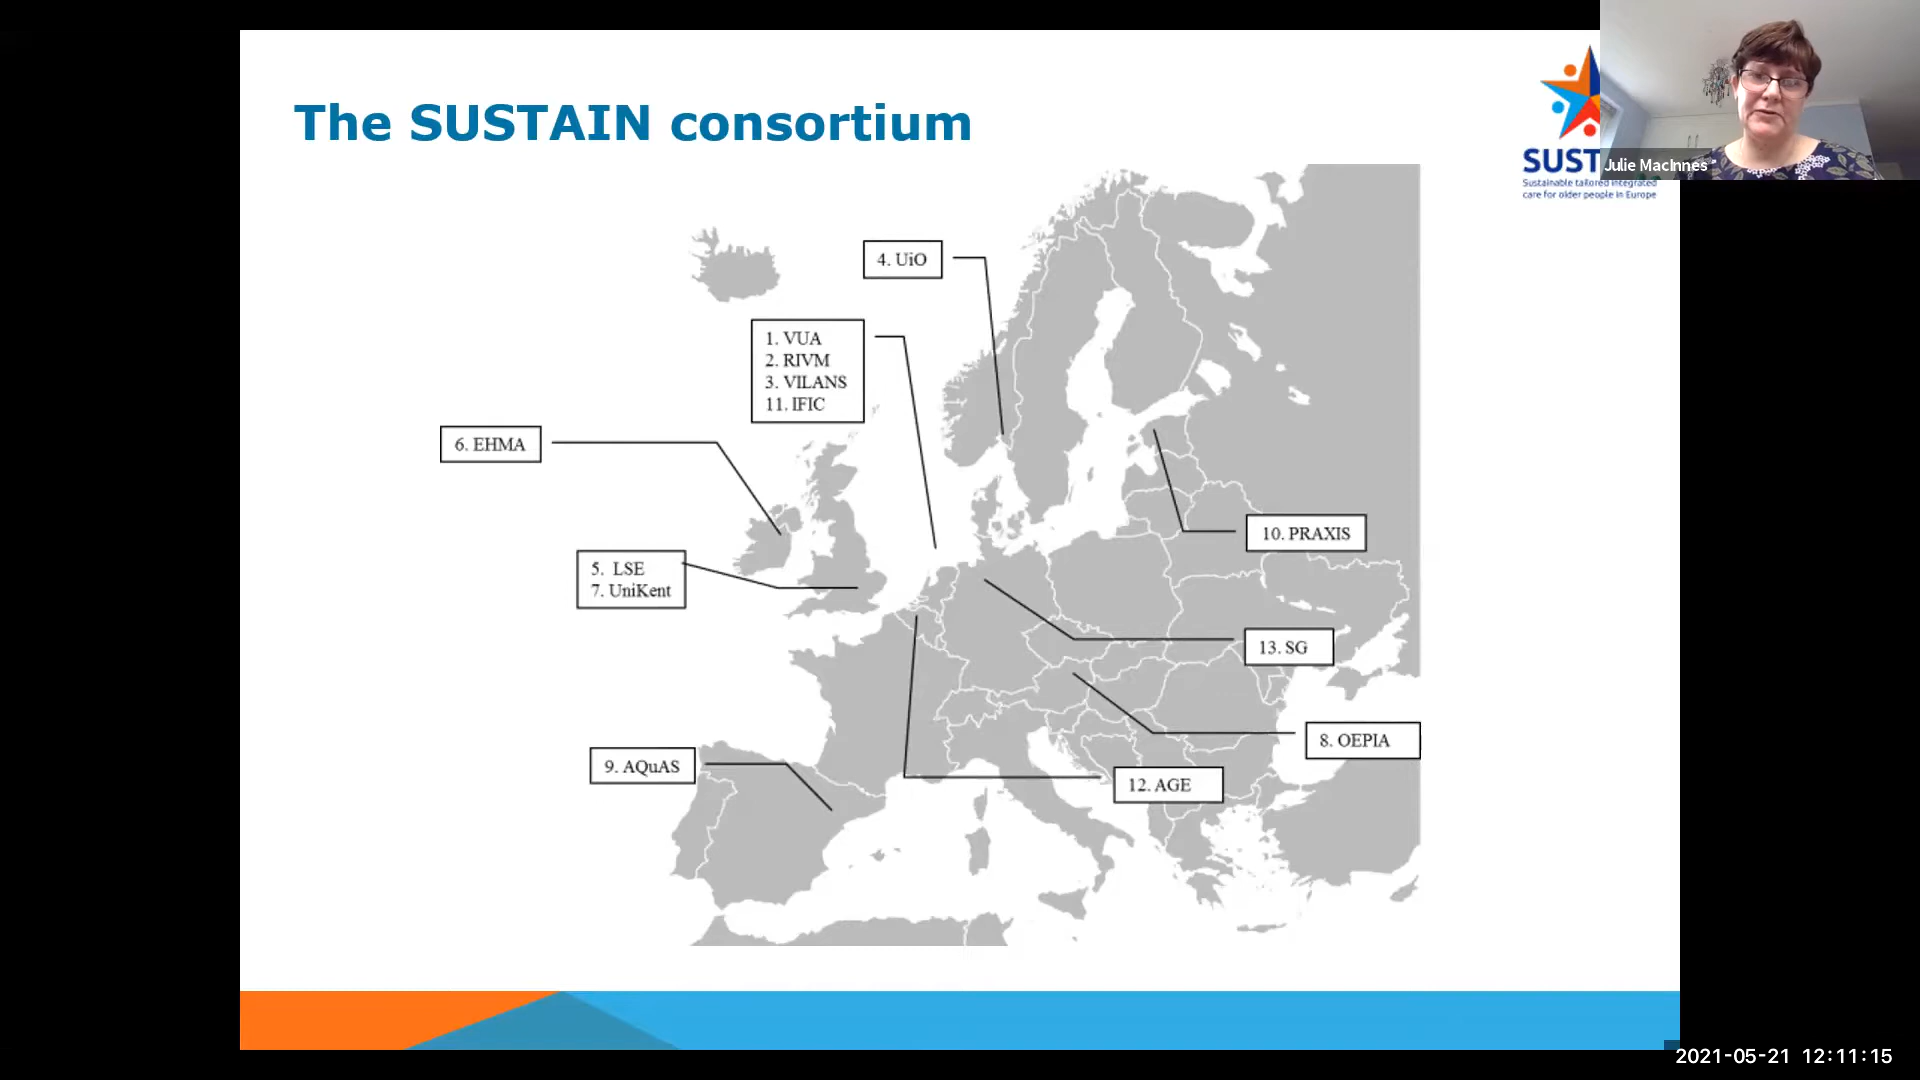 The SUSTAIN consortium
SUST
Sustainable tailored integrated
care for older people in Europe
Julie MacInnes
4. UiO
1. VUA
2. RIVM
3. VILANS
11. IFIC
6. EHMA
5. LSE
7. UniKent
10. PRAXIS
13. SG
8. OEPIA
9. AQuAS
12. AGE
2021-05-21 12:11:15